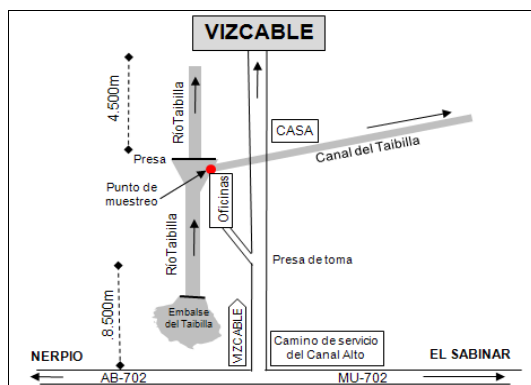 VIZCABLE
4.500m
Río Taibilla
CASA
Canal del Taibilla
Presa
Punto de
muestreo
Oficinas
Río Taibilla
Presa de toma
.8.500m
Embalse
del Taibilla
VIZCABLE
Camino de servicio
del Canal Alto
NERPIO
EL SABINAR
AB-702
MU-702